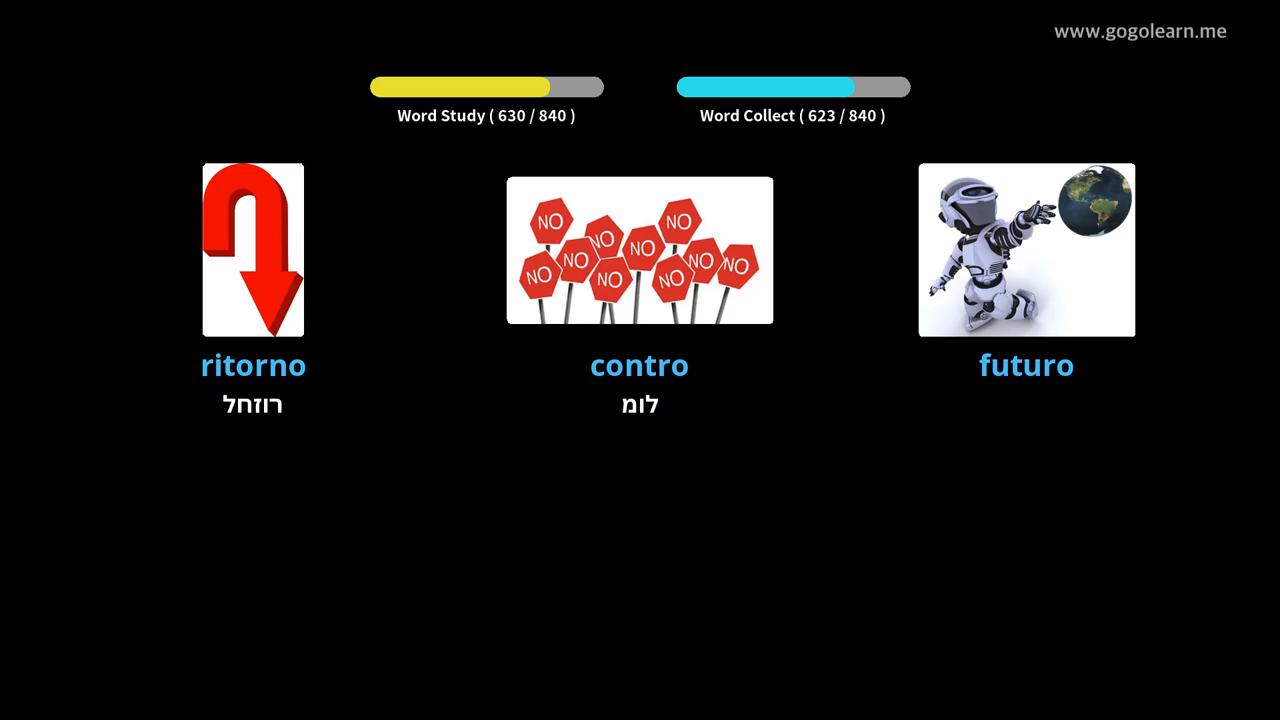 www.gogolearn.me
Word Study ( 630 / 840 )
Word Collect ( 623 / 840 )
NO
NO
NO
NO
NO
NO
NO
NO
NO
NO
ritorno
רוזחל
contro
לומ
futuro